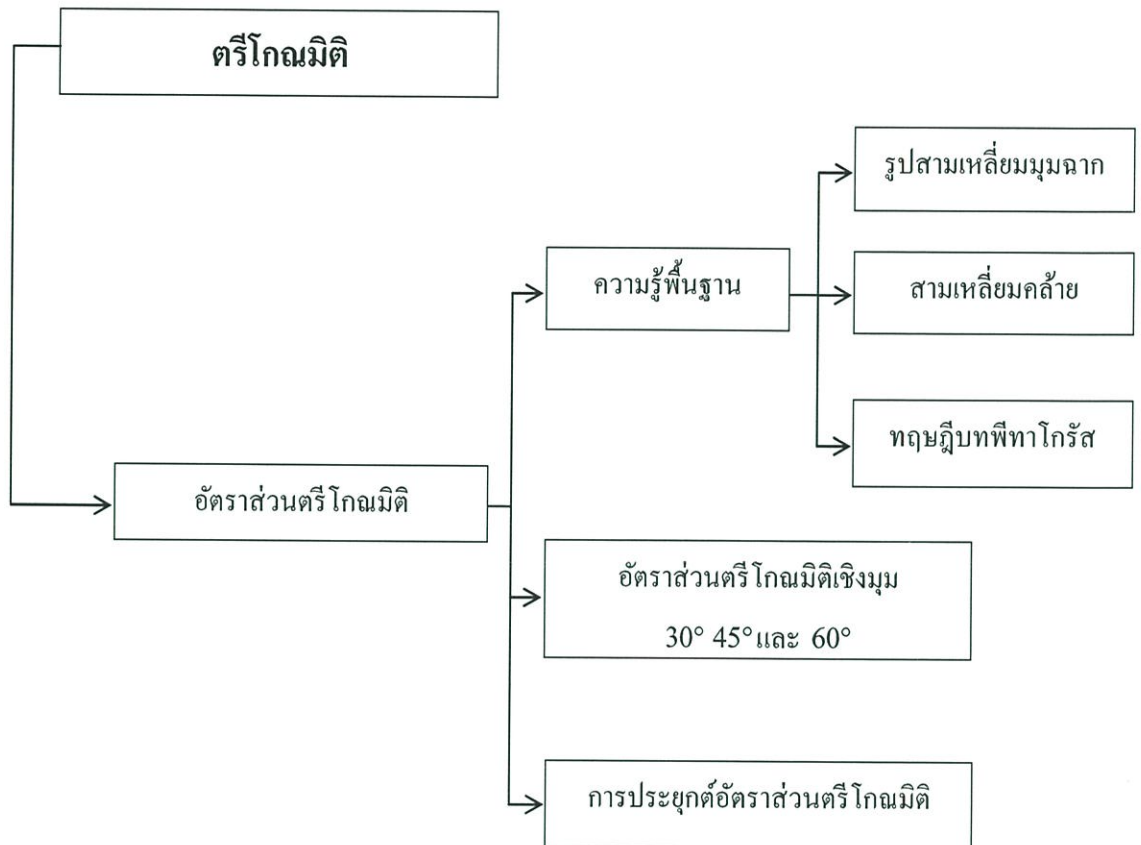 ตรีโกณมิติ
รูปสามเหลี่ยมมุมฉาก
ความรู้พื้นฐาน
สามเหลี่ยมคล้าย
ทฤษฎีบทพีทาโกรัส
อัตราส่วนตรีโกณมิติ
อัตราส่วนตรีโกณมิติเชิงมุม
30° 45° และ 60°
การประยุกต์อัตราส่วนตรีโกณมิติ